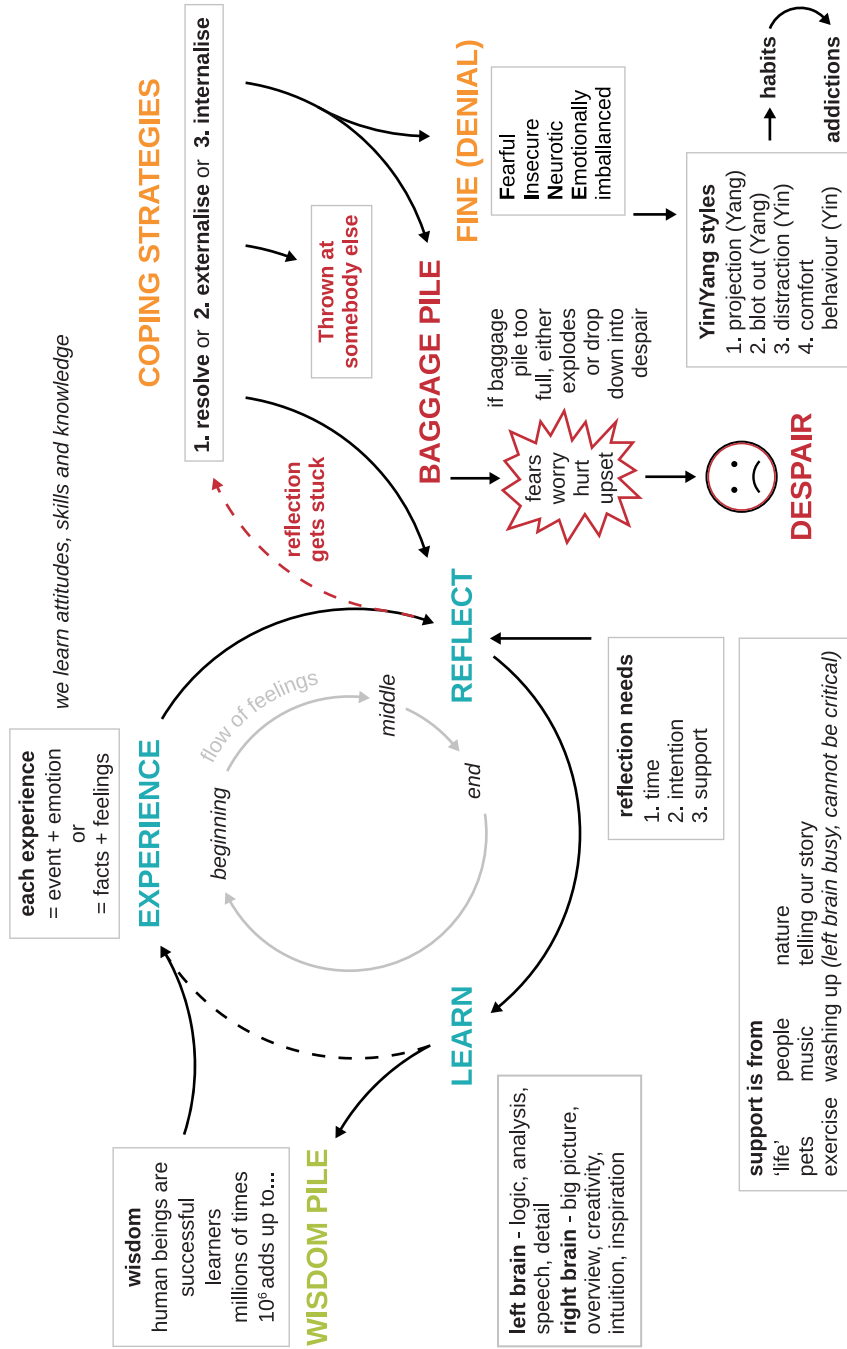 we learn attitudes, skills and knowledge
each experience
= event + emotion
or
= facts + feelings
EXPERIENCE
wisdom
human beings are
successful
learners
millions of times
10⁶ adds up to...
WISDOM PILE
flow of feelings
beginning
middle
end
LEARN
REFLECT
left brain - logic, analysis,
speech, detail
right brain - big picture,
overview, creativity,
intuition, inspiration
reflection needs
1. time
2. intention
3. support
support is from
‘life’ people nature
pets music telling our story
exercise washing up (left brain busy, cannot be critical)
reflection
gets stuck
COPING STRATEGIES
1. resolve or 2. externalise or 3. internalise
Thrown at
somebody else
BAGGAGE PILE
fears
worry
hurt
upset
if baggage
pile too
full, either
explodes
or drop
down into
despair
DESPAIR
FINE (DENIAL)
Fearful
Insecure
Neurotic
Emotionally
imballanced
Yin/Yang styles
1. projection (Yang)
2. blot out (Yang)
3. distraction (Yin)
4. comfort
behaviour (Yin)
habits
addictions